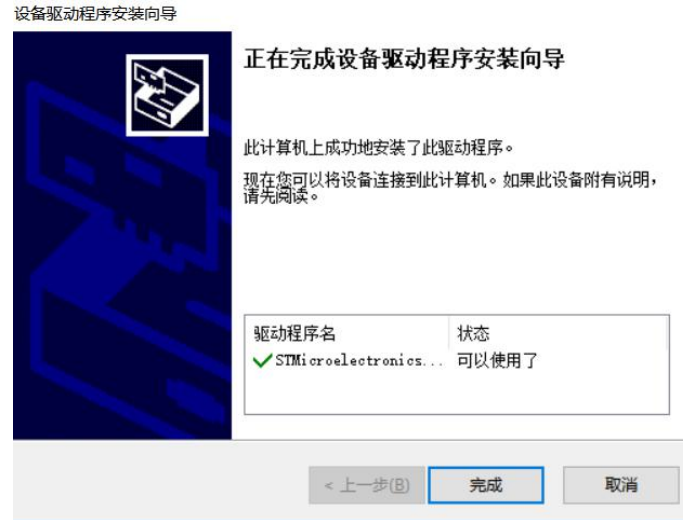 设备驱动程序安装向导
正在完成设备驱动程序安装向导
此计算机上成功地安装了此驱动程序。
现在您可以将设备连接到此计算机。如果此设备附有说明，
请先阅读。
驱动程序名 状态
STMicroelectronics... 可以使用了
< 上一步(B) 完成 取消